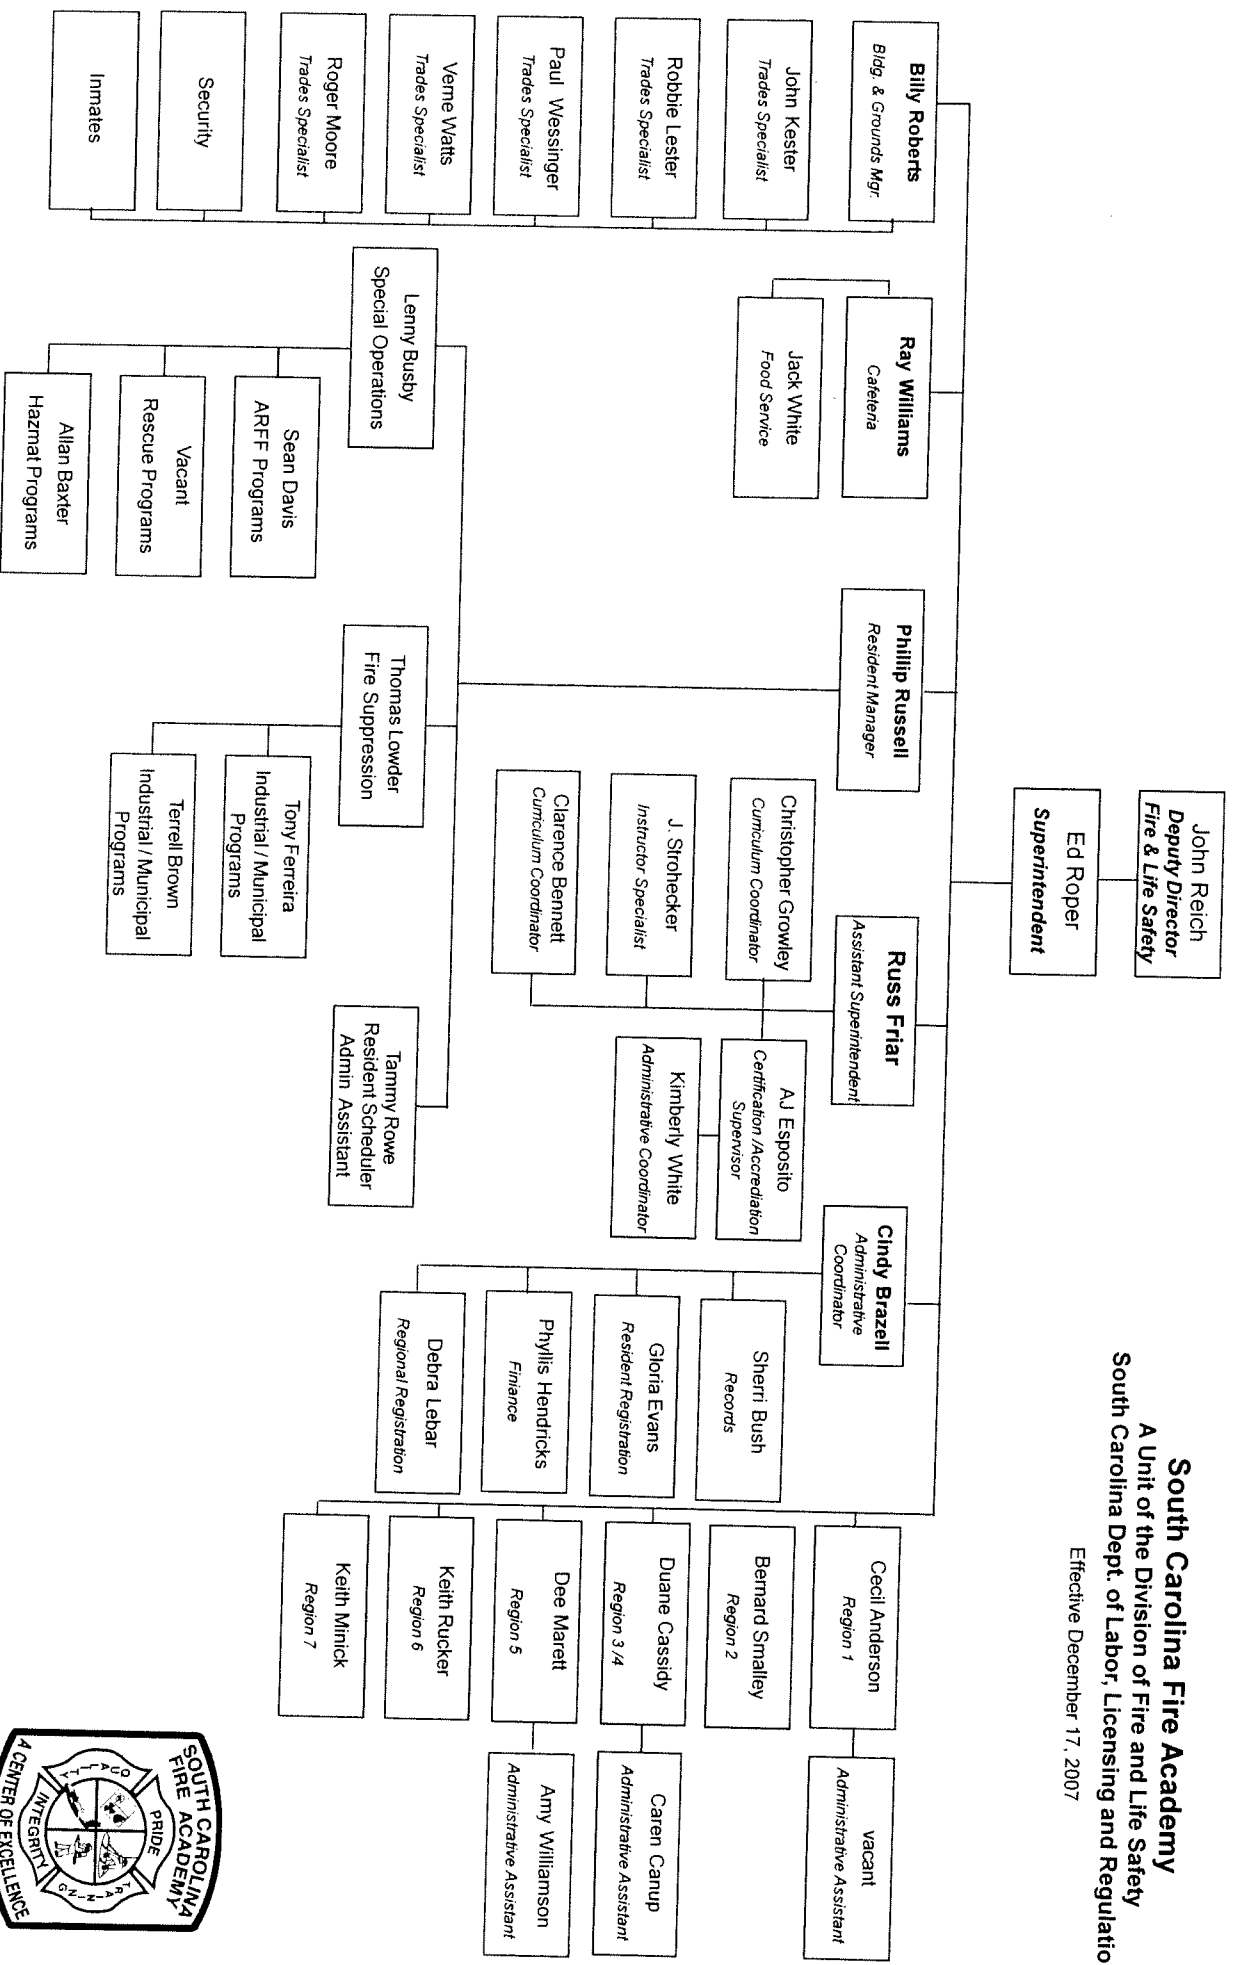 South Carolina Fire Academy
A Unit of the Division of Fire and Life Safety
South Carolina Dept. of Labor, Licensing and Regulatio
Effective December 17, 2007
John Reich
Deputy Director
Fire & Life Safety
Ed Roper
Superintendent
Billy Roberts
Bldg. & Grounds Mgr.
John Kester
Trades Specialist
Robbie Lester
Trades Specialist
Paul Wessinger
Trades Specialist
Verne Watts
Trades Specialist
Roger Moore
Trades Specialist
Security
Inmates
Ray Williams
Cafeteria
Jack White
Food Service
Phillip Russell
Resident Manager
Lenny Busby
Special Operations
Sean Davis
ARFF Programs
Vacant
Rescue Programs
Allan Baxter
Hazmat Programs
Thomas Lowder
Fire Suppression
Tony Ferreira
Industrial / Municipal
Programs
Terrell Brown
Industrial / Municipal
Programs
Tammy Rowe
Resident Scheduler
Admin Assistant
Russ Friar
Assistant Superintendent
Christopher Growley
Curriculum Coordinator
J. Strohecker
Instructor Specialist
Clarence Bennett
Curriculum Coordinator
AJ Esposito
Certification /Accrediation
Supervisor
Kimberly White
Administrative Coordinator
Cindy Brazell
Administrative
Coordinator
Sherri Bush
Records
Gloria Evans
Resident Registration
Phyllis Hendricks
Finiance
Debra Lebar
Regional Registration
Cecil Anderson
Region 1
vacant
Administrative Assistant
Bernard Smalley
Region 2
Duane Cassidy
Region 3 /4
Caren Canup
Administrative Assistant
Dee Marett
Region 5
Amy Williamson
Administrative Assistant
Keith Rucker
Region 6
Keith Minick
Region 7
SOUTH CAROLINA
FIRE ACADEMY
PRIDE
QUALITY
TRAINING
INTEGRITY
A CENTER OF EXCELLENCE